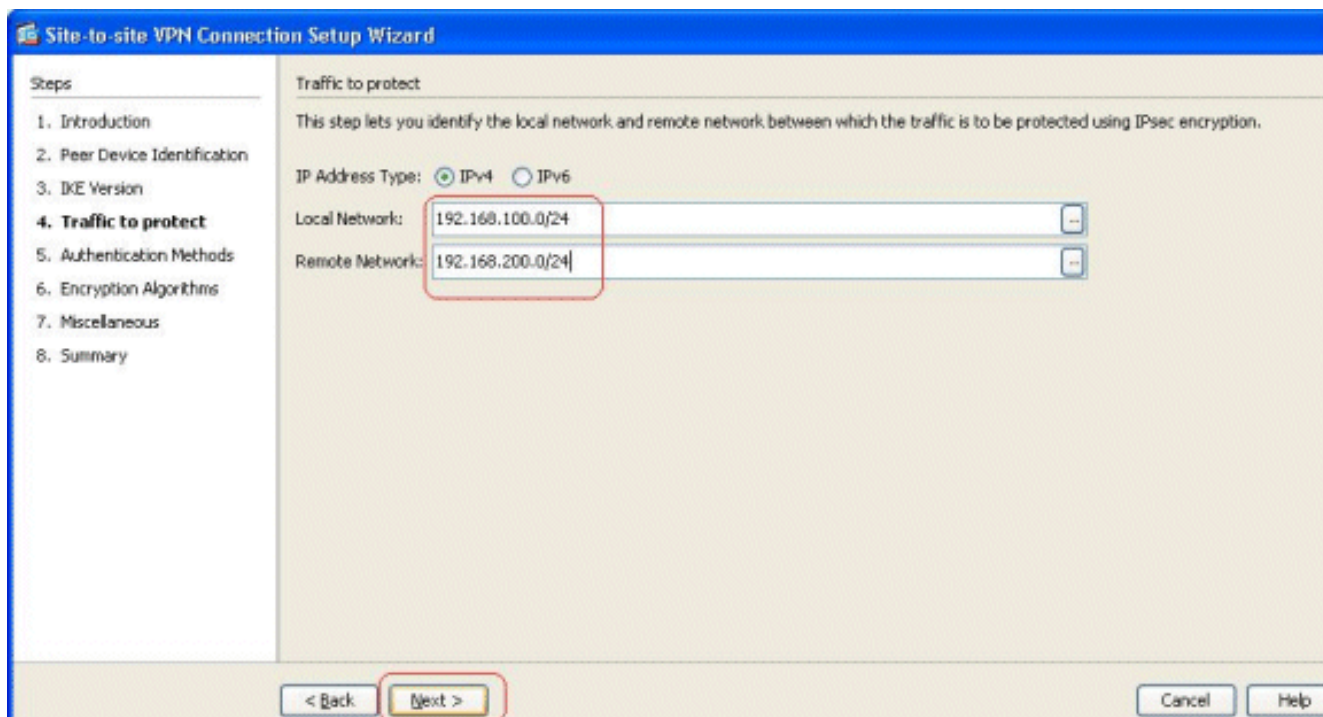 Site-to-site VPN Connection Setup Wizard
Steps
1. Introduction
2. Peer Device Identification
3. IKE Version
4. Traffic to protect
5. Authentication Methods
6. Encryption Algorithms
7. Miscellaneous
8. Summary
Traffic to protect
This step lets you identify the local network and remote network between which the traffic is to be protected using IPsec encryption.
IP Address Type: IPv4 IPv6
Local Network: 192.168.100.0/24 ...
Remote Network: 192.168.200.0/24 ...
< Back Next > Cancel Help